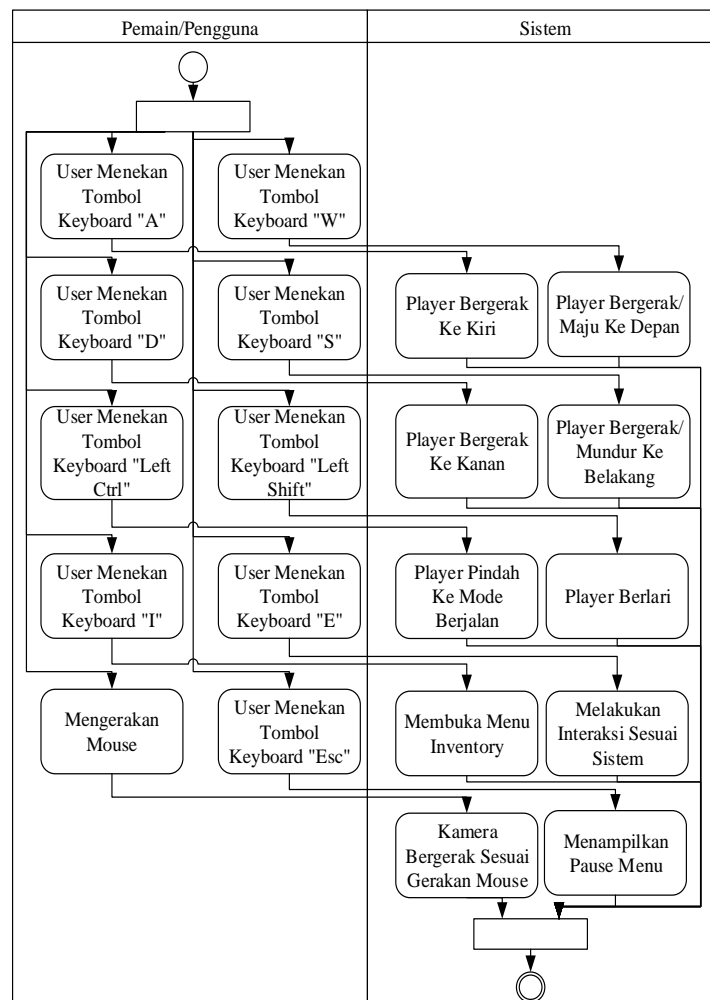 Pemain/Pengguna
Sistem
User Menekan
Tombol
Keyboard "A"
User Menekan
Tombol
Keyboard "W"
Player Bergerak
Ke Kiri
Player Bergerak/
Maju Ke Depan
User Menekan
Tombol
Keyboard "D"
User Menekan
Tombol
Keyboard "S"
Player Bergerak
Ke Kanan
Player Bergerak/
Mundur Ke
Belakang
User Menekan
Tombol
Keyboard "Left
Ctrl"
User Menekan
Tombol
Keyboard "Left
Shift"
Player Pindah
Ke Mode
Berjalan
Player Berlari
User Menekan
Tombol
Keyboard "I"
User Menekan
Tombol
Keyboard "E"
Membuka Menu
Inventory
Melakukan
Interaksi Sesuai
Sistem
Mengerakan
Mouse
User Menekan
Tombol
Keyboard "Esc"
Kamera
Bergerak Sesuai
Gerakan Mouse
Menampilkan
Pause Menu